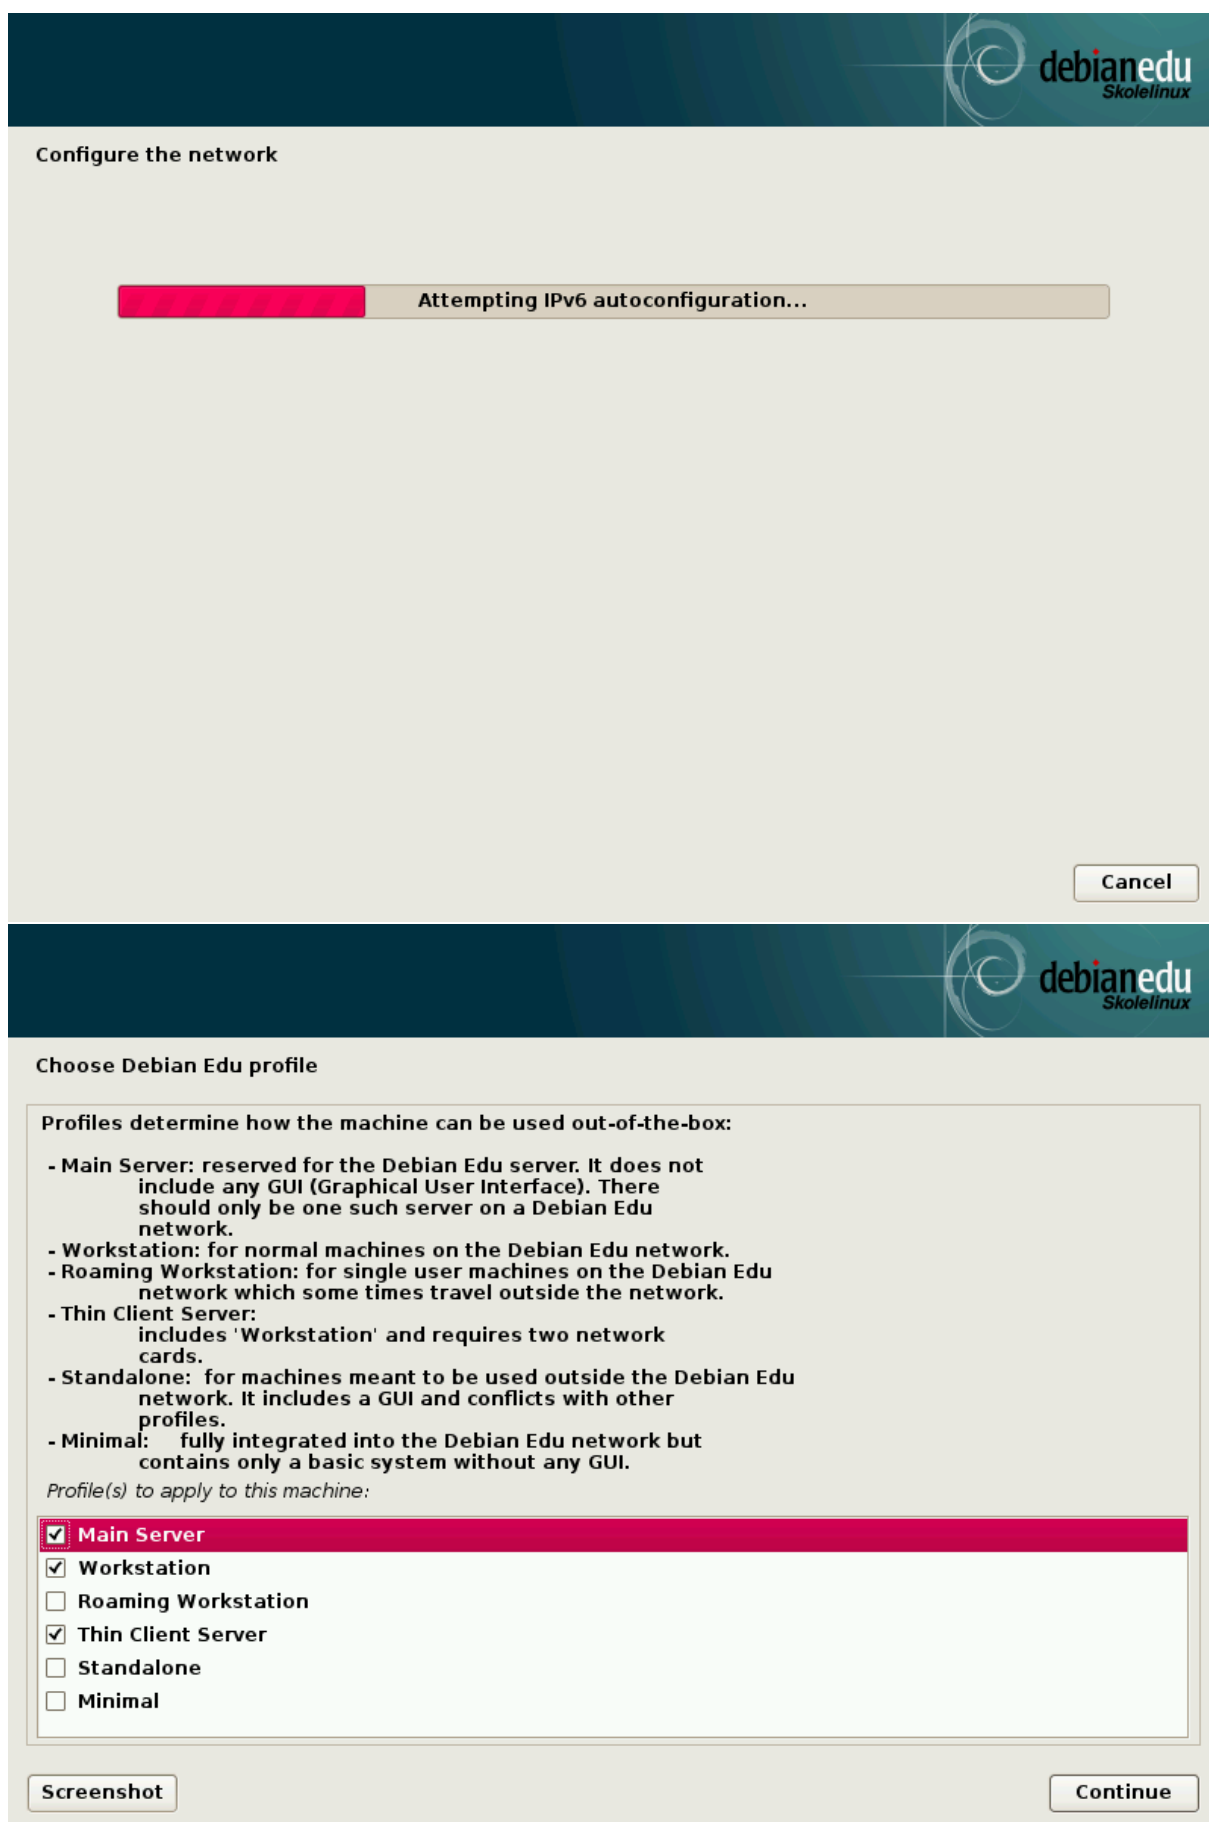 debianedu
Skolelinux
Configure the network
Attempting IPv6 autoconfiguration...
Cancel
debianedu
Skolelinux
Choose Debian Edu profile
Profiles determine how the machine can be used out-of-the-box:
- Main Server: reserved for the Debian Edu server. It does not
include any GUI (Graphical User Interface). There
should only be one such server on a Debian Edu
network.
- Workstation: for normal machines on the Debian Edu network.
- Roaming Workstation: for single user machines on the Debian Edu
network which some times travel outside the network.
- Thin Client Server:
includes 'Workstation' and requires two network
cards.
- Standalone: for machines meant to be used outside the Debian Edu
network. It includes a GUI and conflicts with other
profiles.
- Minimal: fully integrated into the Debian Edu network but
contains only a basic system without any GUI.
Profile(s) to apply to this machine:
Main Server
Workstation
Roaming Workstation
Thin Client Server
Standalone
Minimal
Screenshot
Continue